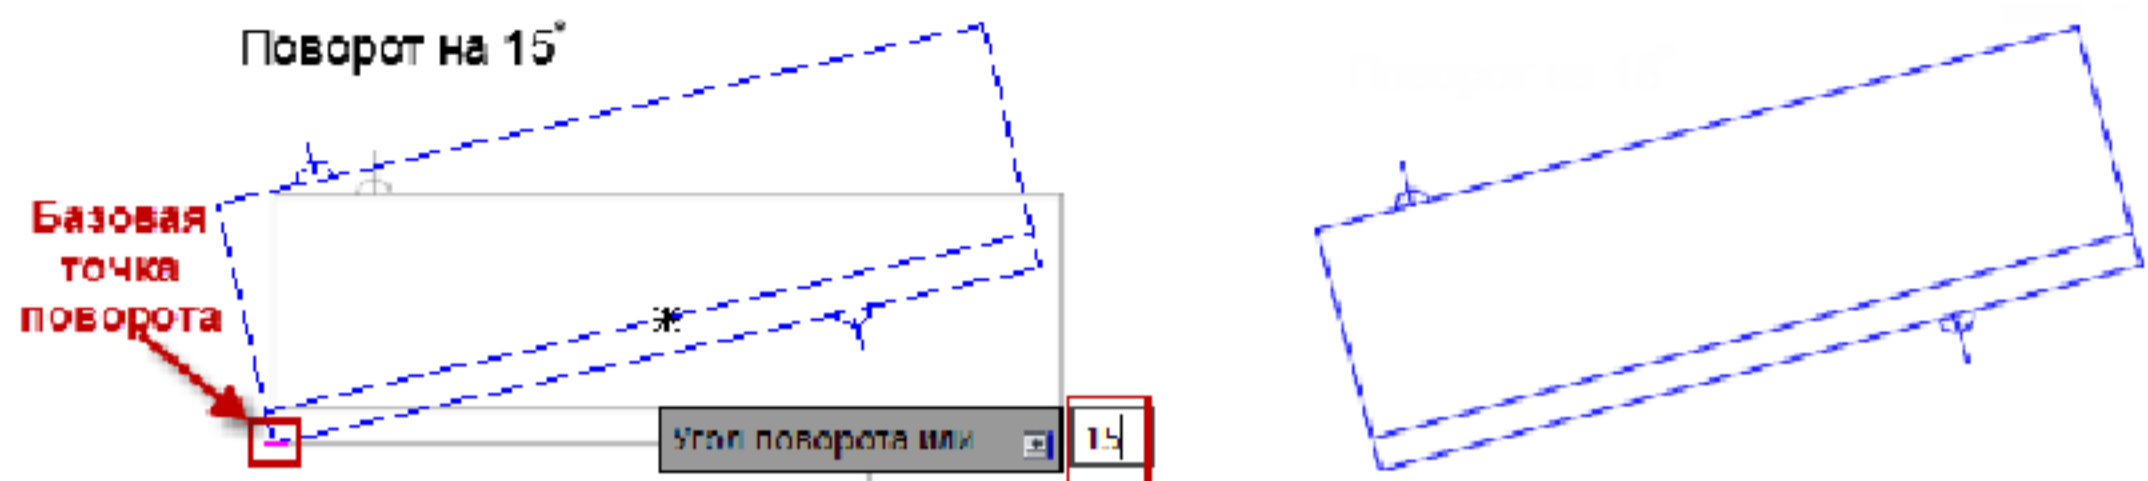 Поворот на 15°
Базовая
точка
поворота
Угол поворота или
15